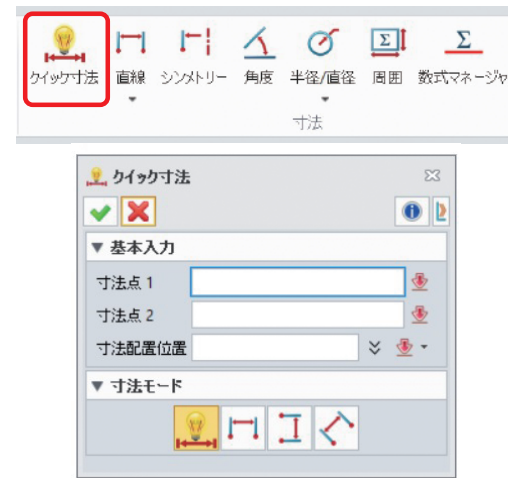 クイック寸法 直線 シンメトリー 角度 半径/直径 周囲 数式マネージャ
寸法
クイック寸法
基本入力
寸法点 1
寸法点 2
寸法配置位置
寸法モード